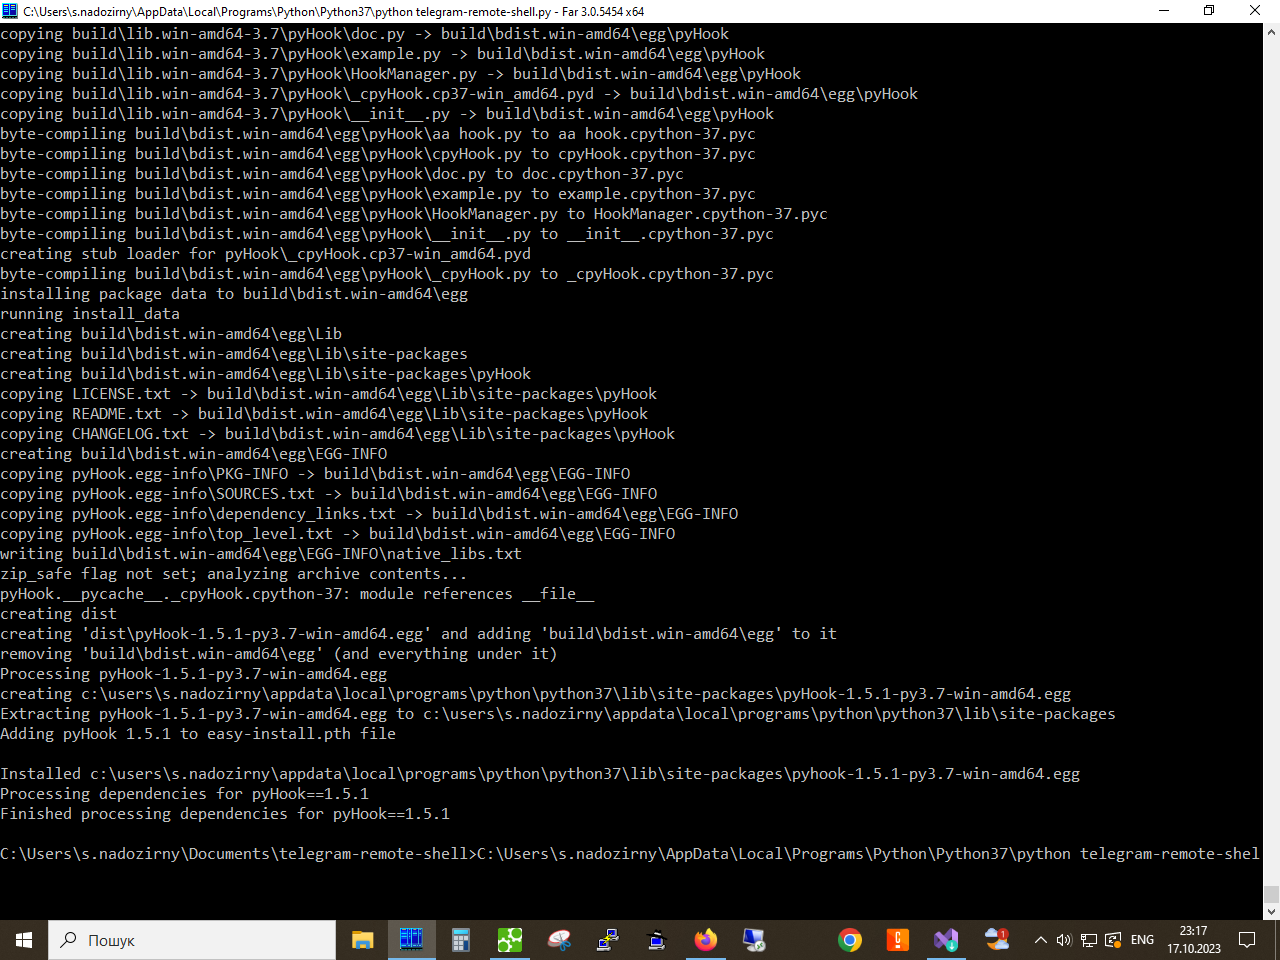 C:\Users\s.nadozirny\AppData\Local\Programs\Python\Python37\python telegram-remote-shell.py - Far 3.0.5454 x64
copying build\lib.win-amd64-3.7\pyHook\doc.py -> build\bdist.win-amd64\egg\pyHook
copying build\lib.win-amd64-3.7\pyHook\example.py -> build\bdist.win-amd64\egg\pyHook
copying build\lib.win-amd64-3.7\pyHook\HookManager.py -> build\bdist.win-amd64\egg\pyHook
copying build\lib.win-amd64-3.7\pyHook\_cpyHook.cp37-win_amd64.pyd -> build\bdist.win-amd64\egg\pyHook
copying build\lib.win-amd64-3.7\pyHook\__init__.py -> build\bdist.win-amd64\egg\pyHook
byte-compiling build\bdist.win-amd64\egg\pyHook\aa hook.py to aa hook.cpython-37.pyc
byte-compiling build\bdist.win-amd64\egg\pyHook\cpyHook.py to cpyHook.cpython-37.pyc
byte-compiling build\bdist.win-amd64\egg\pyHook\doc.py to doc.cpython-37.pyc
byte-compiling build\bdist.win-amd64\egg\pyHook\example.py to example.cpython-37.pyc
byte-compiling build\bdist.win-amd64\egg\pyHook\HookManager.py to HookManager.cpython-37.pyc
byte-compiling build\bdist.win-amd64\egg\pyHook\__init__.py to __init__.cpython-37.pyc
creating stub loader for pyHook\_cpyHook.cp37-win_amd64.pyd
byte-compiling build\bdist.win-amd64\egg\pyHook\_cpyHook.py to _cpyHook.cpython-37.pyc
installing package data to build\bdist.win-amd64\egg
running install_data
creating build\bdist.win-amd64\egg\Lib
creating build\bdist.win-amd64\egg\Lib\site-packages
creating build\bdist.win-amd64\egg\Lib\site-packages\pyHook
copying LICENSE.txt -> build\bdist.win-amd64\egg\Lib\site-packages\pyHook
copying README.txt -> build\bdist.win-amd64\egg\Lib\site-packages\pyHook
copying CHANGELOG.txt -> build\bdist.win-amd64\egg\Lib\site-packages\pyHook
creating build\bdist.win-amd64\egg\EGG-INFO
copying pyHook.egg-info\PKG-INFO -> build\bdist.win-amd64\egg\EGG-INFO
copying pyHook.egg-info\SOURCES.txt -> build\bdist.win-amd64\egg\EGG-INFO
copying pyHook.egg-info\dependency_links.txt -> build\bdist.win-amd64\egg\EGG-INFO
copying pyHook.egg-info\top_level.txt -> build\bdist.win-amd64\egg\EGG-INFO
writing build\bdist.win-amd64\egg\EGG-INFO\native_libs.txt
zip_safe flag not set; analyzing archive contents...
pyHook.__pycache__._cpyHook.cpython-37: module references __file__
creating dist
creating 'dist\pyHook-1.5.1-py3.7-win-amd64.egg' and adding 'build\bdist.win-amd64\egg' to it
removing 'build\bdist.win-amd64\egg' (and everything under it)
Processing pyHook-1.5.1-py3.7-win-amd64.egg
creating c:\users\s.nadozirny\appdata\local\programs\python\python37\lib\site-packages\pyHook-1.5.1-py3.7-win-amd64.egg
Extracting pyHook-1.5.1-py3.7-win-amd64.egg to c:\users\s.nadozirny\appdata\local\programs\python\python37\lib\site-packages
Adding pyHook 1.5.1 to easy-install.pth file
Installed c:\users\s.nadozirny\appdata\local\programs\python\python37\lib\site-packages\pyhook-1.5.1-py3.7-win-amd64.egg
Processing dependencies for pyHook==1.5.1
Finished processing dependencies for pyHook==1.5.1
C:\Users\s.nadozirny\Documents\telegram-remote-shell>C:\Users\s.nadozirny\AppData\Local\Programs\Python\Python37\python telegram-remote-shel
Пошук
1
ENG
23:17
17.10.2023